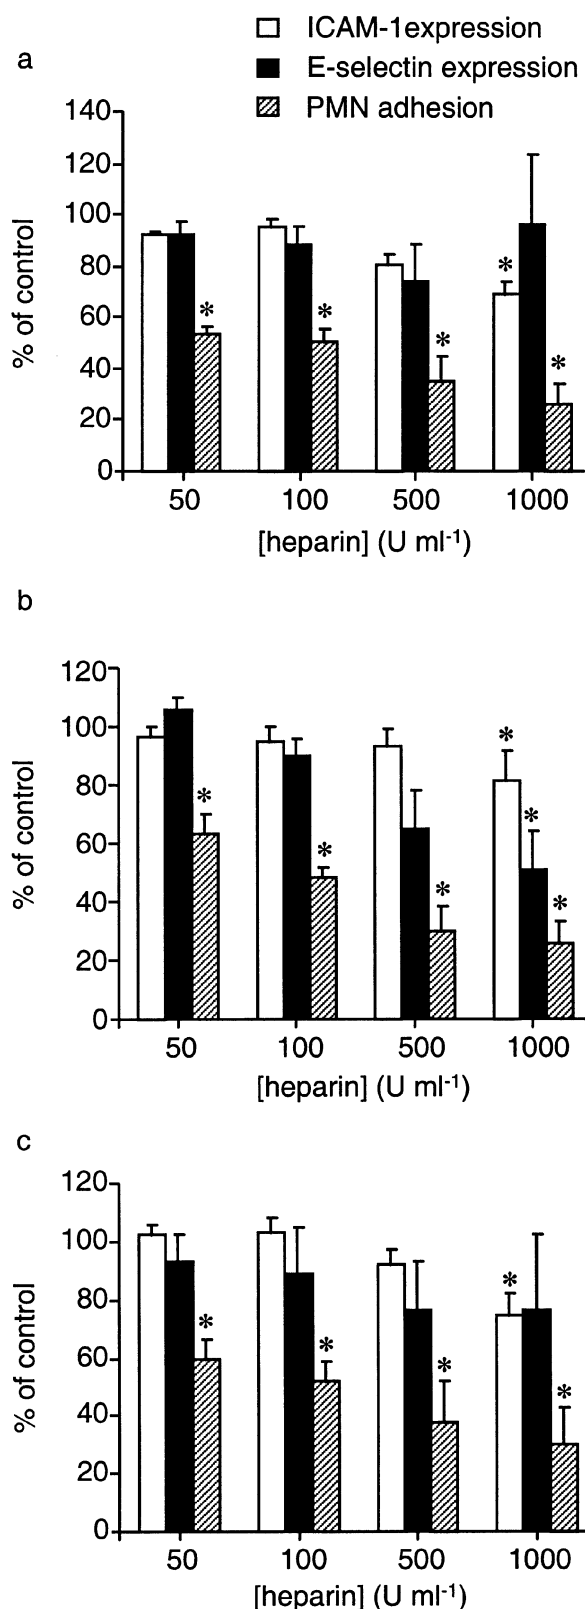 a
ICAM-1expression
E-selectin expression
PMN adhesion
140
120
100
80
60
40
20
0
% of control
* * * * *
50 100 500 1000
[heparin] (U ml-1)
b
120
100
80
60
40
20
0
% of control
* * * * * *
50 100 500 1000
[heparin] (U ml-1)
c
120
100
80
60
40
20
0
% of control
* * * * *
50 100 500 1000
[heparin] (U ml-1)